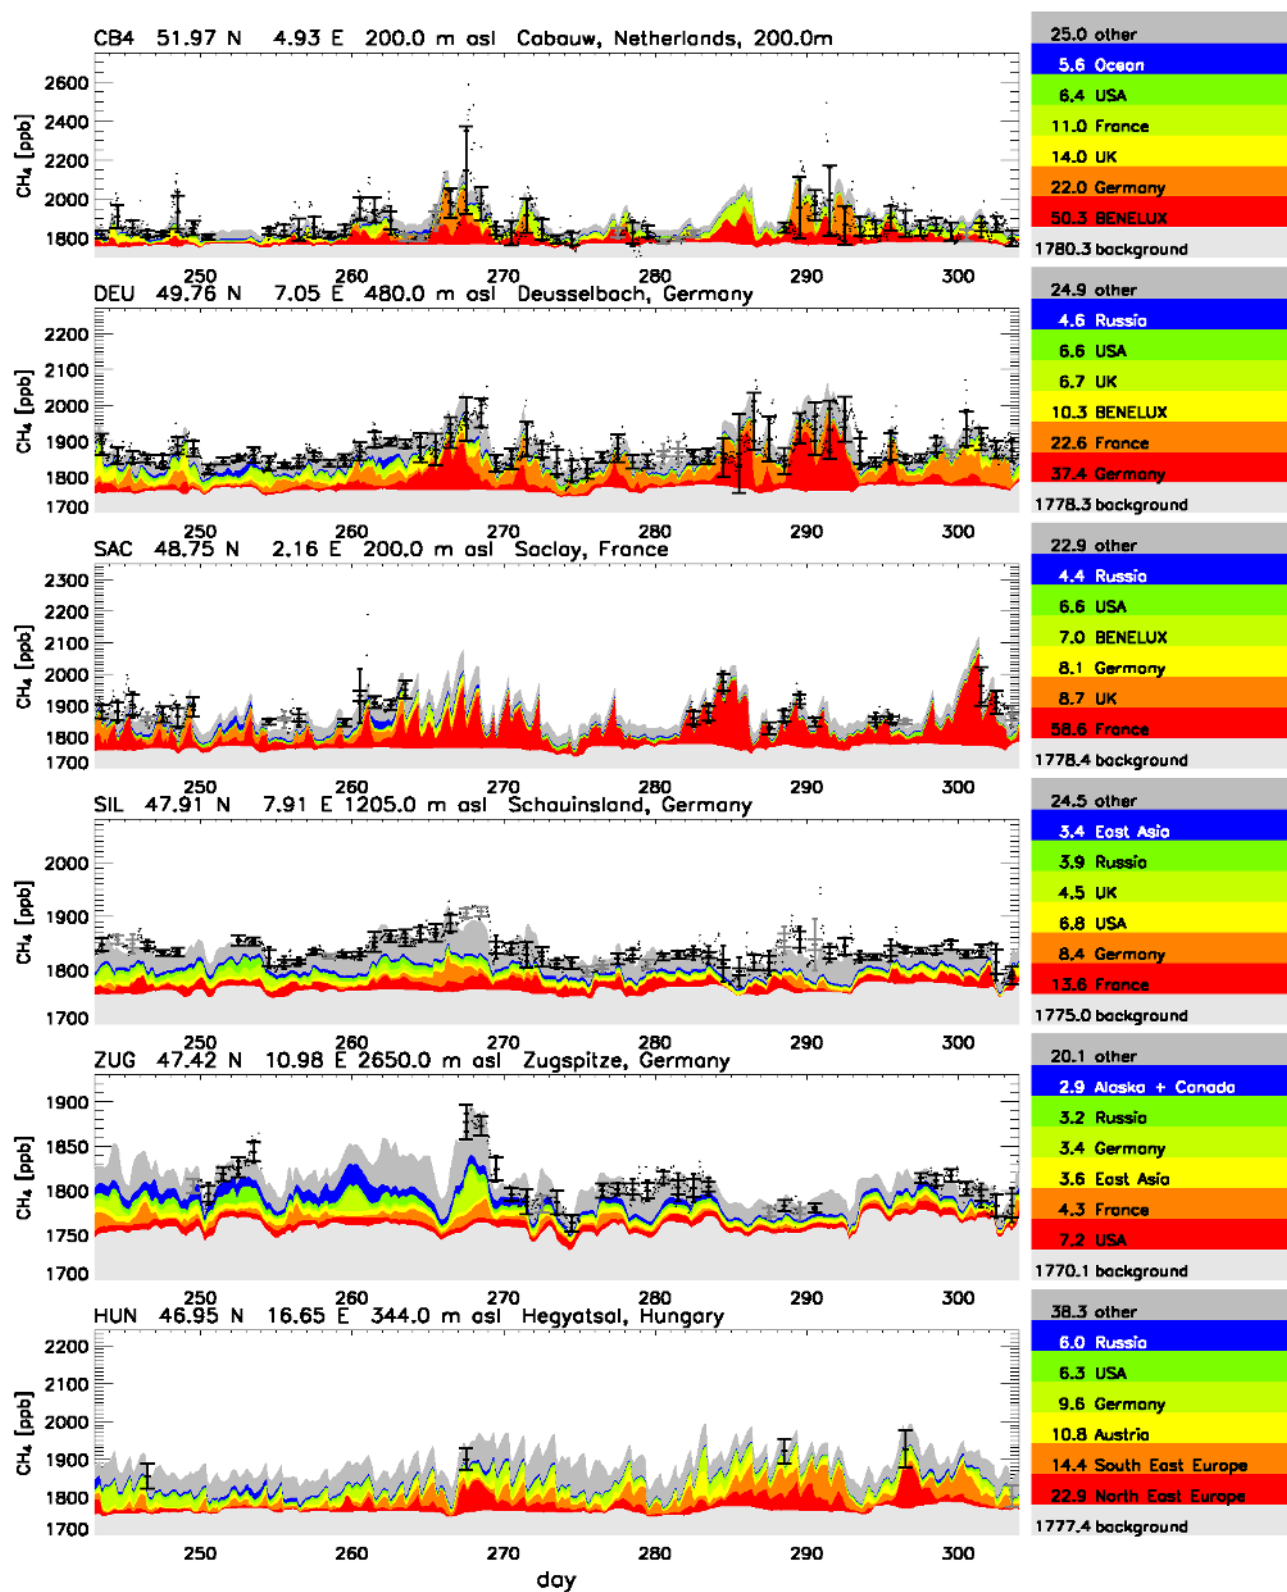 CB4 51.97 N 4.93 E 200.0 m asl Cabauw, Netherlands, 200.0m
CH₄ [ppb]
2600
2400
2200
2000
1800
250 260 270 280 290 300
25.0 other
5.6 Ocean
6.4 USA
11.0 France
14.0 UK
22.0 Germany
50.3 BENELUX
1780.3 background
DEU 49.76 N 7.05 E 480.0 m asl Deusselbach, Germany
CH₄ [ppb]
2200
2100
2000
1900
1800
1700
250 260 270 280 290 300
24.9 other
4.6 Russia
6.6 USA
6.7 UK
10.3 BENELUX
22.6 France
37.4 Germany
1778.3 background
SAC 48.75 N 2.16 E 200.0 m asl Saclay, France
CH₄ [ppb]
2300
2200
2100
2000
1900
1800
1700
250 260 270 280 290 300
22.9 other
4.4 Russia
6.6 USA
7.0 BENELUX
8.1 Germany
8.7 UK
58.6 France
1778.4 background
SIL 47.91 N 7.91 E 1205.0 m asl Schauinsland, Germany
CH₄ [ppb]
2000
1900
1800
1700
250 260 270 280 290 300
24.5 other
3.4 East Asia
3.9 Russia
4.5 UK
6.8 USA
8.4 Germany
13.6 France
1775.0 background
ZUG 47.42 N 10.98 E 2650.0 m asl Zugspitze, Germany
CH₄ [ppb]
1900
1850
1800
1750
1700
250 260 270 280 290 300
20.1 other
2.9 Alaska + Canada
3.2 Russia
3.4 Germany
3.6 East Asia
4.3 France
7.2 USA
1770.1 background
HUN 46.95 N 16.65 E 344.0 m asl Hegyatsal, Hungary
CH₄ [ppb]
2200
2100
2000
1900
1800
1700
250 260 270 280 290 300
38.3 other
6.0 Russia
6.3 USA
9.6 Germany
10.8 Austria
14.4 South East Europe
22.9 North East Europe
1777.4 background
day